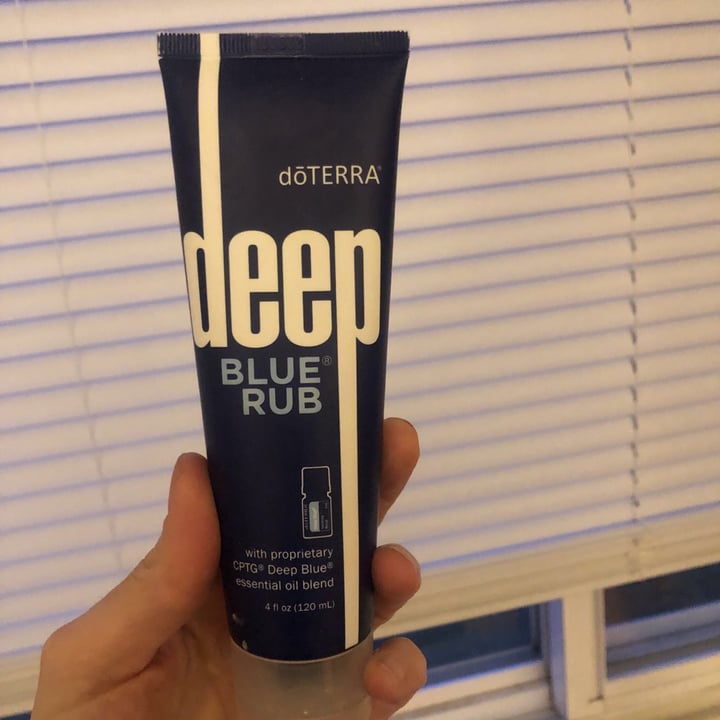 dōTERRA®
deep
BLUE®
RUB
with proprietary
CPTG® Deep Blue®
essential oil blend
4 fl oz (120 mL)